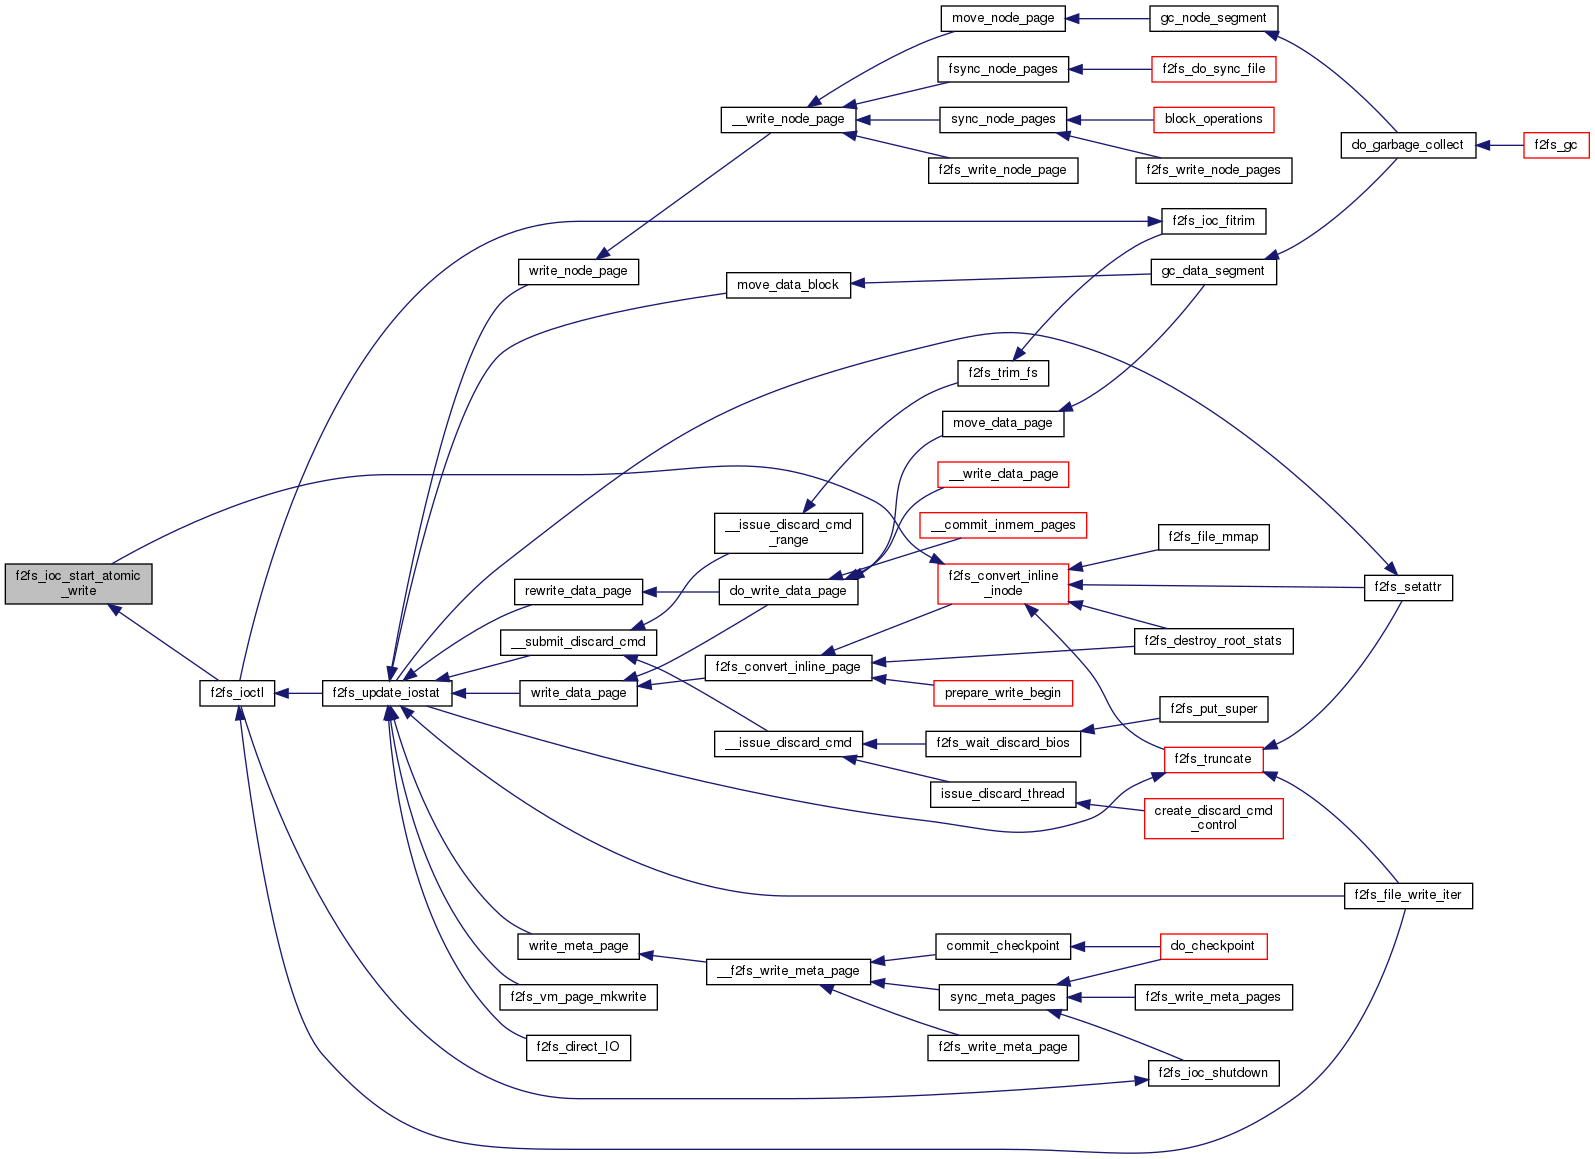 move_node_page
gc_node_segment
fsync_node_pages
f2fs_do_sync_file
__write_node_page
sync_node_pages
block_operations
do_garbage_collect
f2fs_gc
f2fs_write_node_page
f2fs_write_node_pages
f2fs_ioc_fitrim
write_node_page
move_data_block
gc_data_segment
f2fs_trim_fs
move_data_page
__write_data_page
__issue_discard_cmd
_range
__commit_inmem_pages
f2fs_file_mmap
f2fs_ioc_start_atomic
_write
rewrite_data_page
do_write_data_page
f2fs_convert_inline
_inode
f2fs_setattr
__submit_discard_cmd
f2fs_destroy_root_stats
f2fs_convert_inline_page
f2fs_ioctl
f2fs_update_iostat
write_data_page
prepare_write_begin
f2fs_put_super
__issue_discard_cmd
f2fs_wait_discard_bios
f2fs_truncate
issue_discard_thread
create_discard_cmd
_control
f2fs_file_write_iter
write_meta_page
commit_checkpoint
do_checkpoint
__f2fs_write_meta_page
f2fs_vm_page_mkwrite
sync_meta_pages
f2fs_write_meta_pages
f2fs_direct_IO
f2fs_write_meta_page
f2fs_ioc_shutdown